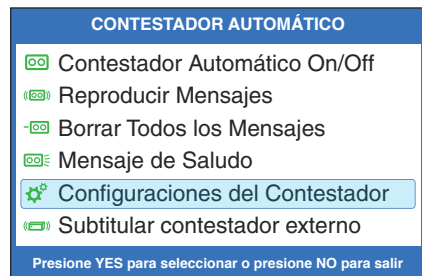 CONTESTADOR AUTOMÁTICO
Contestador Automático On/Off
Reproducir Mensajes
Borrar Todos los Mensajes
Mensaje de Saludo
Configuraciones del Contestador
Subtitular contestador externo
Presione YES para seleccionar o presione NO para salir